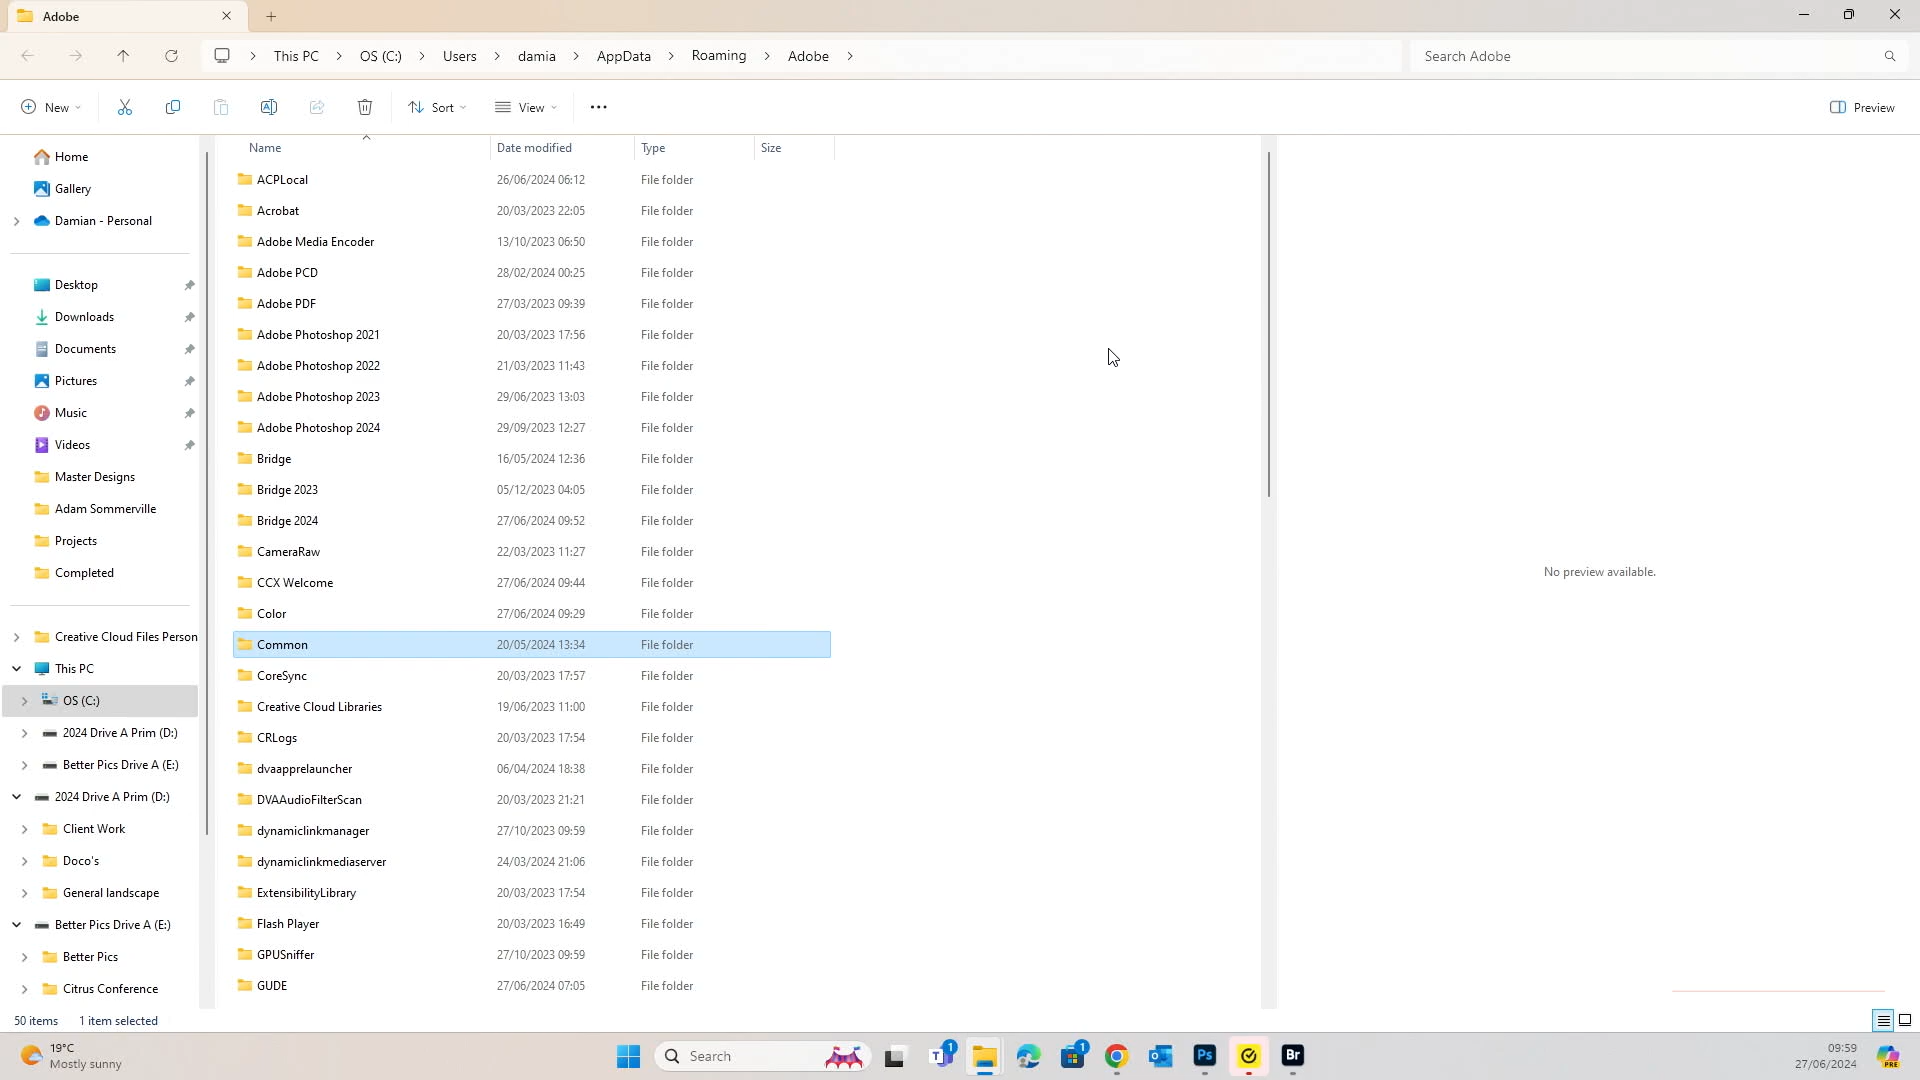 Adobe
This PC
OS (C:)
Users
damia
AppData
Roaming
Adobe
Search Adobe
New
Sort
View
Preview
Home
Gallery
Damian - Personal
Desktop
Downloads
Documents
Pictures
Music
Videos
Master Designs
Adam Sommerville
Projects
Completed
Creative Cloud Files Person
This PC
OS (C:)
2024 Drive A Prim (D:)
Better Pics Drive A (E:)
2024 Drive A Prim (D:)
Client Work
Doco's
General landscape
Better Pics Drive A (E:)
Better Pics
Citrus Conference
Name Date modified Type Size
ACPLocal 26/06/2024 06:12 File folder
Acrobat 20/03/2023 22:05 File folder
Adobe Media Encoder 13/10/2023 06:50 File folder
Adobe PCD 28/02/2024 00:25 File folder
Adobe PDF 27/03/2023 09:39 File folder
Adobe Photoshop 2021 20/03/2023 17:56 File folder
Adobe Photoshop 2022 21/03/2023 11:43 File folder
Adobe Photoshop 2023 29/06/2023 13:03 File folder
Adobe Photoshop 2024 29/09/2023 12:27 File folder
Bridge 16/05/2024 12:36 File folder
Bridge 2023 05/12/2023 04:05 File folder
Bridge 2024 27/06/2024 09:52 File folder
CameraRaw 22/03/2023 11:27 File folder
CCX Welcome 27/06/2024 09:44 File folder
Color 27/06/2024 09:29 File folder
Common 20/05/2024 13:34 File folder
CoreSync 20/03/2023 17:57 File folder
Creative Cloud Libraries 19/06/2023 11:00 File folder
CRLogs 20/03/2023 17:54 File folder
dvaapprelauncher 06/04/2024 18:38 File folder
DVAAudioFilterScan 20/03/2023 21:21 File folder
dynamiclinkmanager 27/10/2023 09:59 File folder
dynamiclinkmediaserver 24/03/2024 21:06 File folder
ExtensibilityLibrary 20/03/2023 17:54 File folder
Flash Player 20/03/2023 16:49 File folder
GPUSniffer 27/10/2023 09:59 File folder
GUDE 27/06/2024 07:05 File folder
No preview available.
50 items 1 item selected
19°C
Mostly sunny
Search
T
1
1
Ps
Br
09:59
27/06/2024
PRE